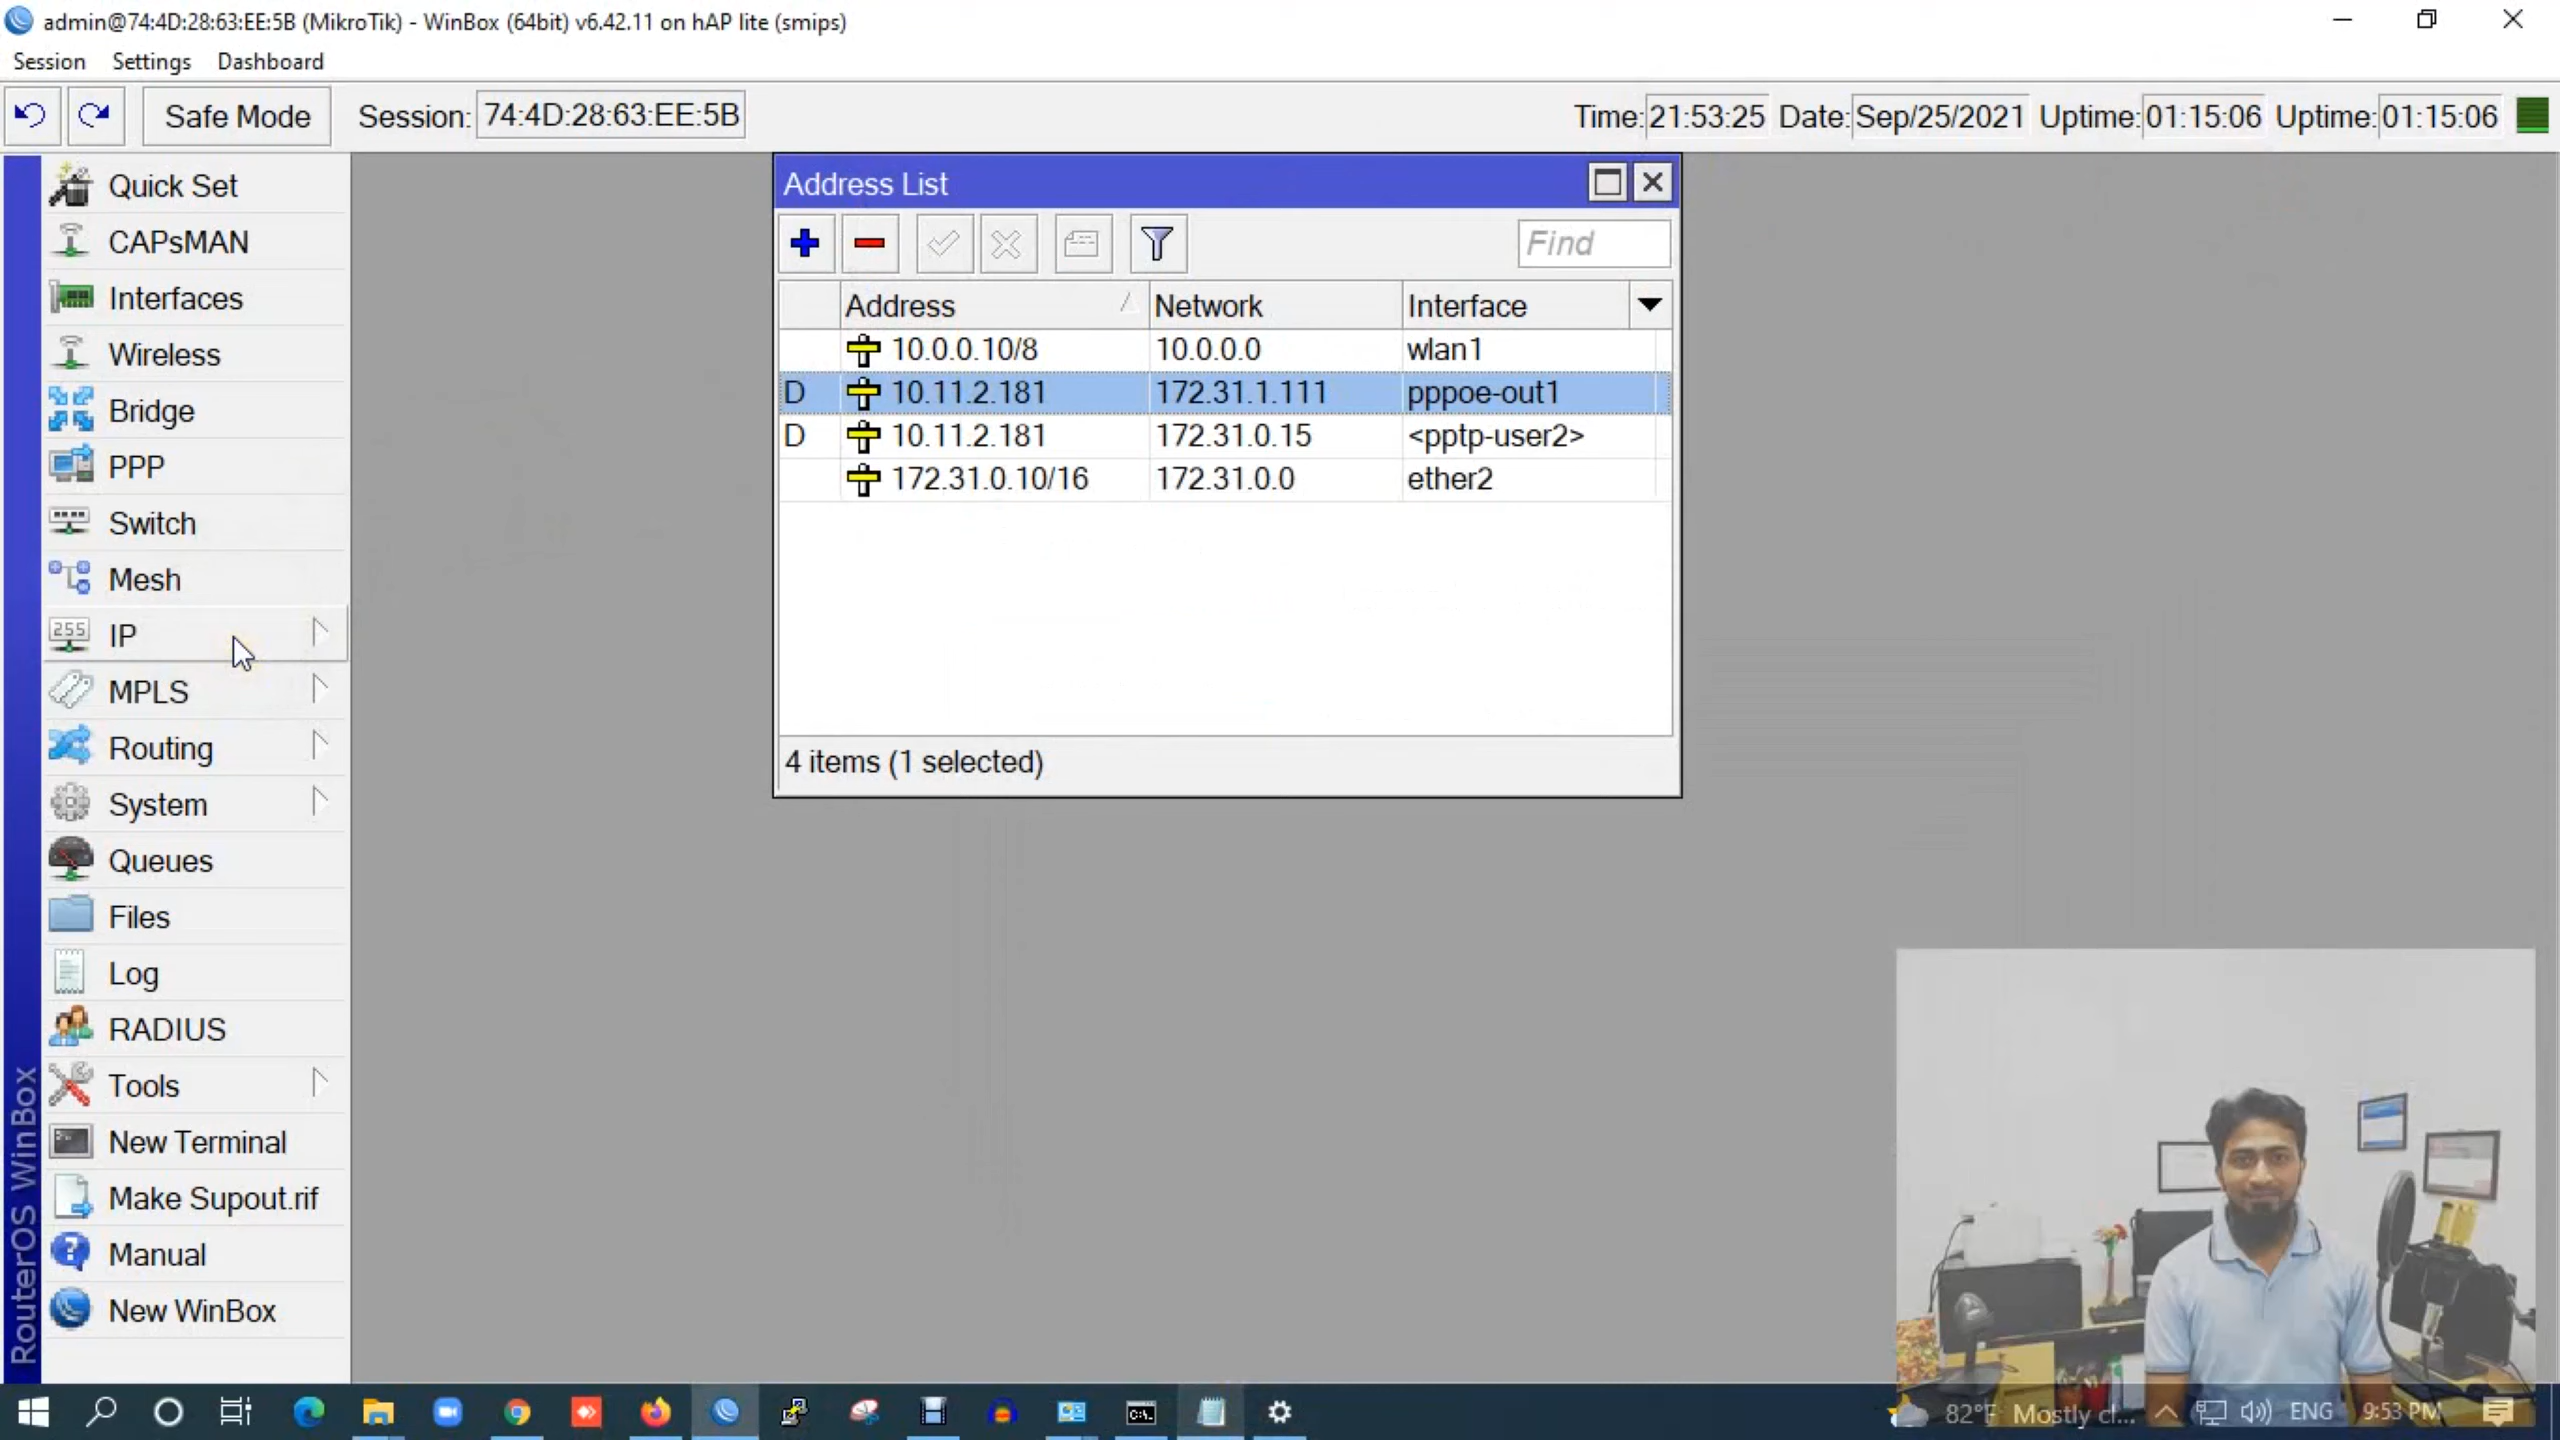 admin@74:4D:28:63:EE:5B (MikroTik) - WinBox (64bit) v6.42.11 on hAP lite (smips)
Session Settings Dashboard
Safe Mode Session: 74:4D:28:63:EE:5B Time: 21:53:25 Date: Sep/25/2021 Uptime: 01:15:06 Uptime: 01:15:06
Quick Set
CAPsMAN
Interfaces
Wireless
Bridge
PPP
Switch
Mesh
255 IP
MPLS
Routing
System
Queues
Files
Log
RADIUS
Tools
New Terminal
Make Supout.rif
Manual
New WinBox
RouterOS WinBox
Address List
Find
Address Network Interface
10.0.0.10/8 10.0.0.0 wlan1
D 10.11.2.181 172.31.1.111 pppoe-out1
D 10.11.2.181 172.31.0.15 <pptp-user2>
172.31.0.10/16 172.31.0.0 ether2
4 items (1 selected)
82°F Mostly cl... ENG 9:53 PM